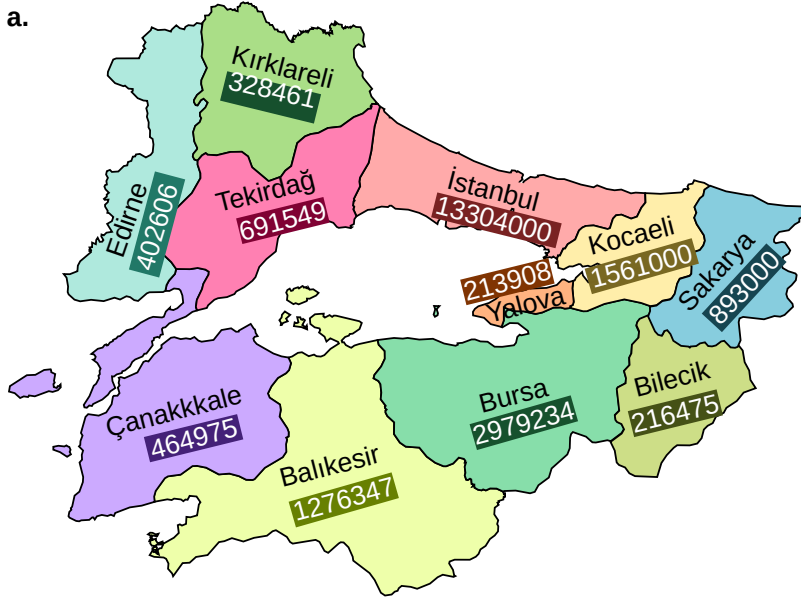 a.
Kırklareli
328461
Edirne
402606
Tekirdağ
691549
İstanbul
13304000
Kocaeli
1561000
Sakarya
893000
213908
Yalova
Çanakkkale
464975
Balıkesir
1276347
Bursa
2979234
Bilecik
216475